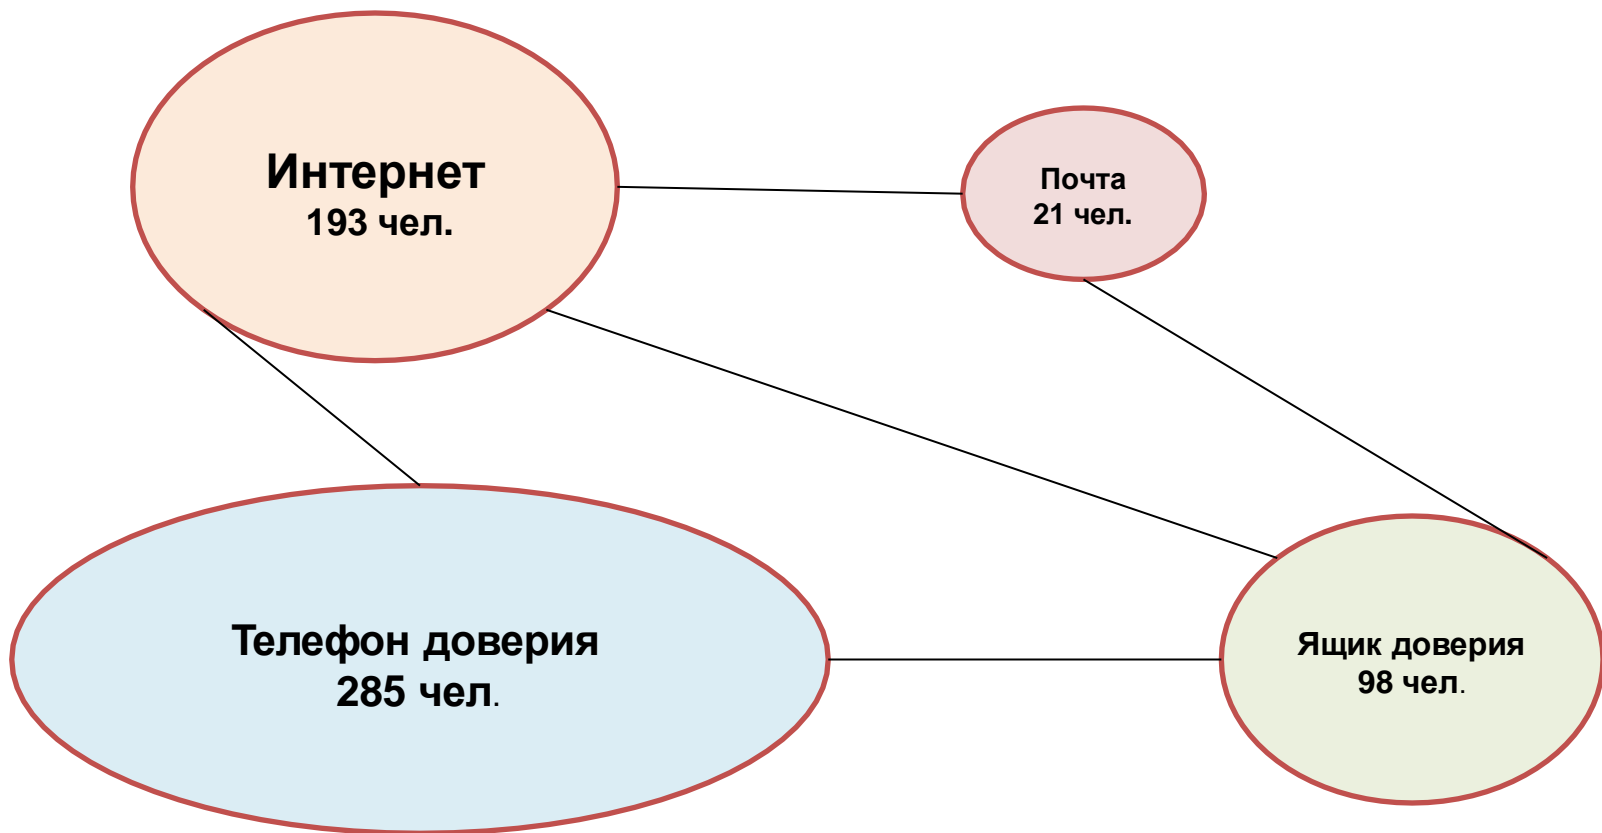 Интернет
193 чел.
Почта
21 чел.
Телефон доверия
285 чел.
Ящик доверия
98 чел.